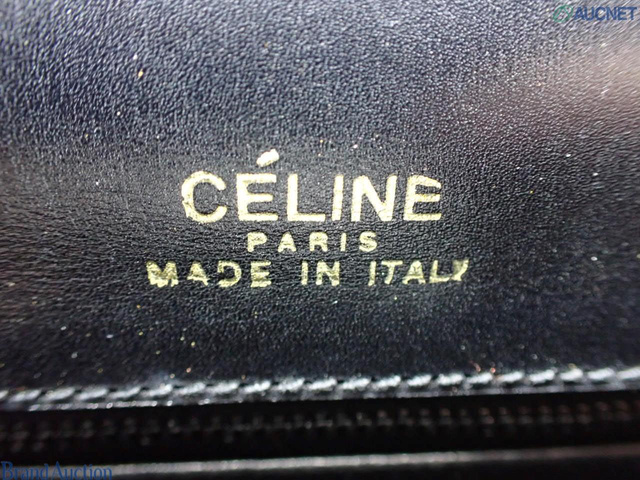 AUCNET
CÉLINE
PARIS
MADE IN ITALY
Brand Auction